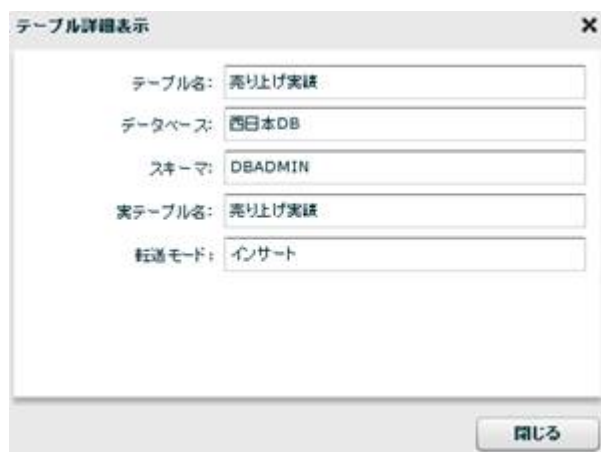 テーブル詳細表示
テーブル名: 売り上げ実績
データベース: 西日本DB
スキーマ: DBADMIN
実テーブル名: 売り上げ実績
転送モード: インサート
閉じる